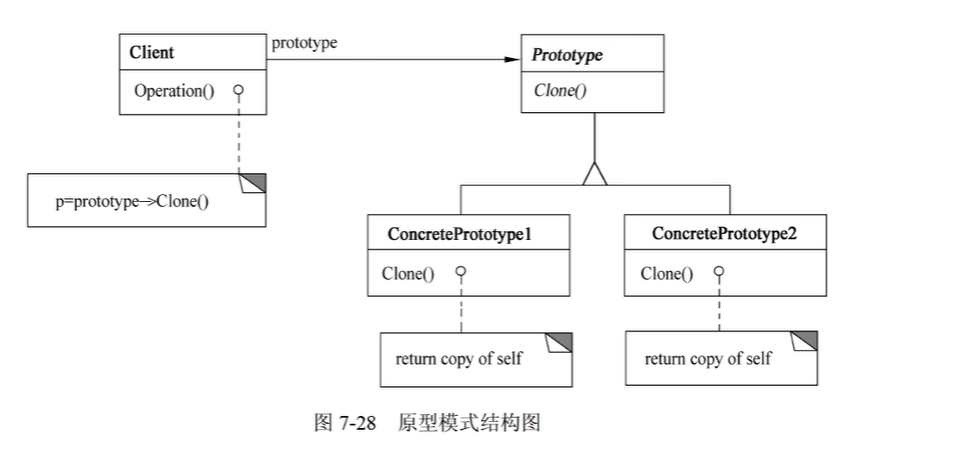 Client
Operation()
prototype
Prototype
Clone()
p=prototype->Clone()
ConcretePrototype1
Clone()
return copy of self
ConcretePrototype2
Clone()
return copy of self
图 7-28 原型模式结构图